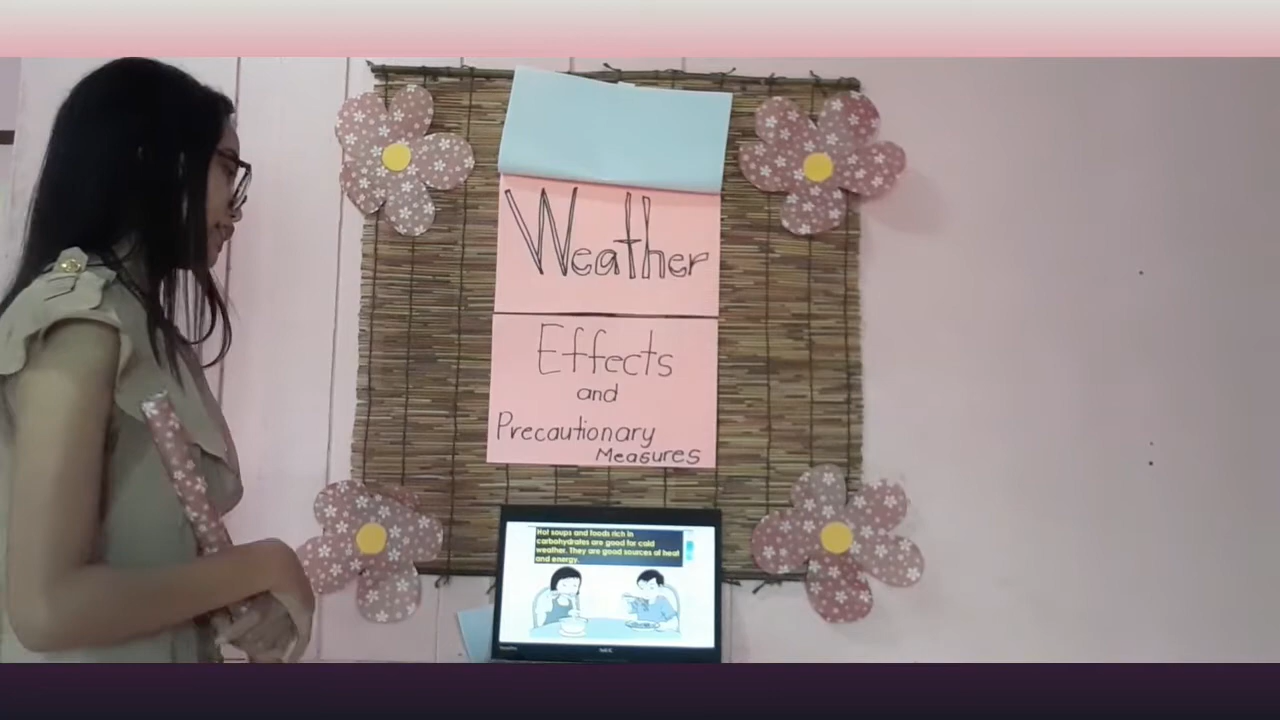 Weather
Effects
and
Precautionary
Measures
Hot soups and foods rich in
carbohydrates are good for cold
weather. They are good sources of heat
and energy.
NEC